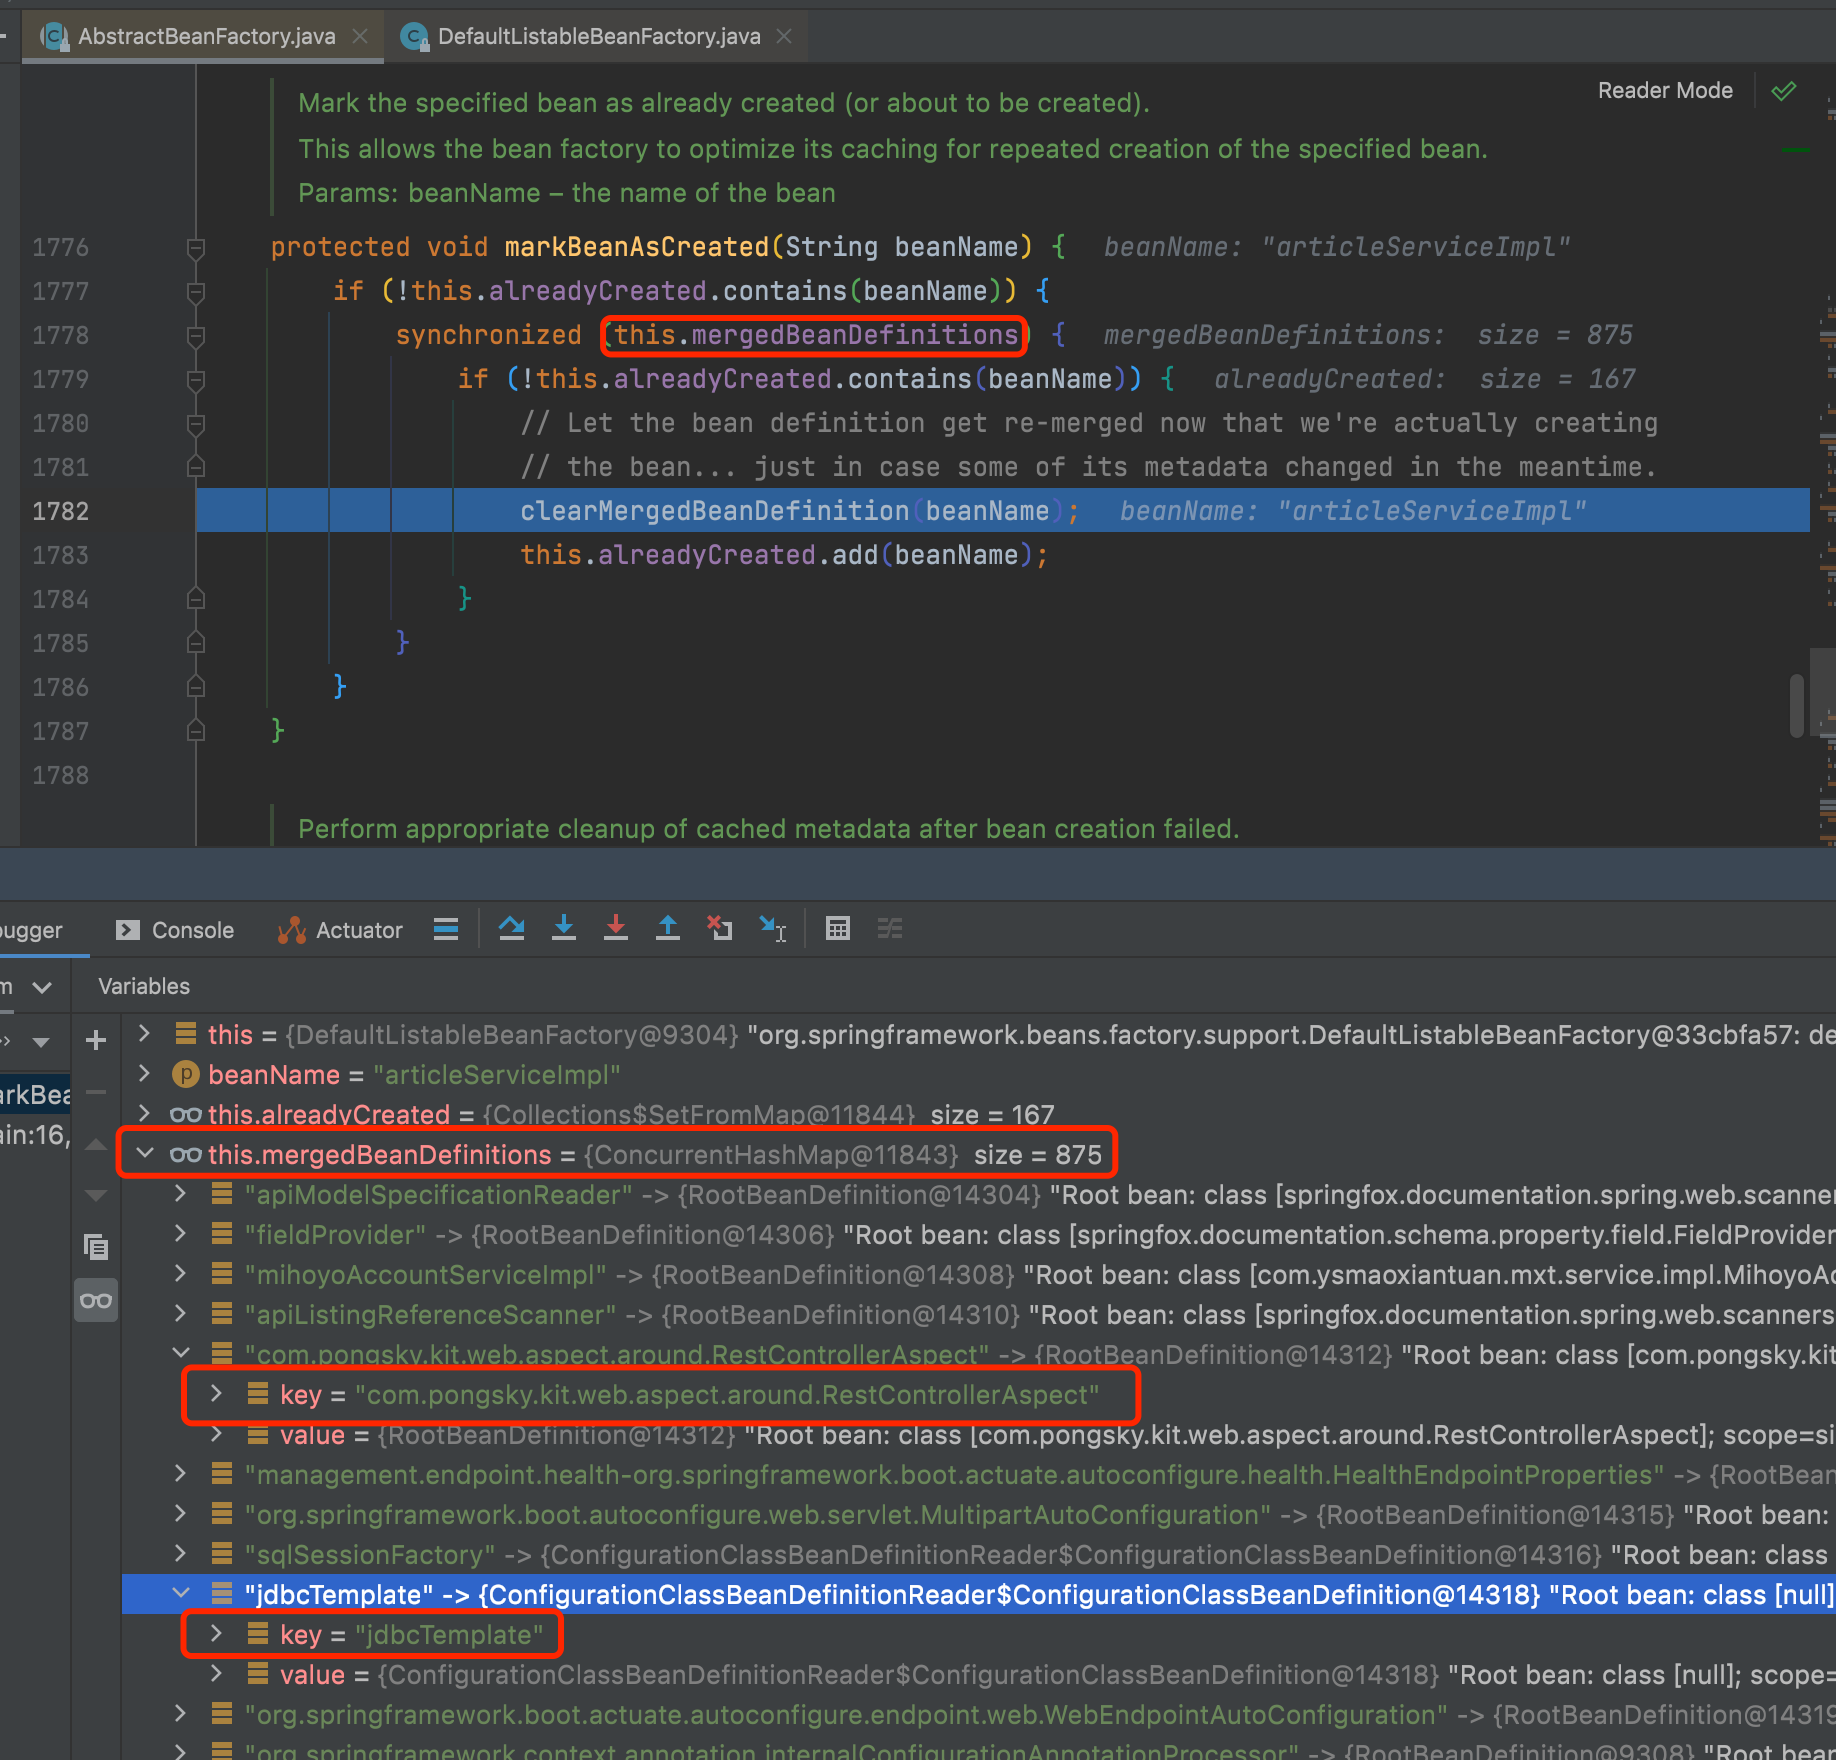 AbstractBeanFactory.java DefaultListableBeanFactory.java
Reader Mode
Mark the specified bean as already created (or about to be created).
This allows the bean factory to optimize its caching for repeated creation of the specified bean.
Params: beanName – the name of the bean
1776 protected void markBeanAsCreated(String beanName) { beanName: "articleServiceImpl"
1777 if (!this.alreadyCreated.contains(beanName)) {
1778 synchronized (this.mergedBeanDefinitions) { mergedBeanDefinitions: size = 875
1779 if (!this.alreadyCreated.contains(beanName)) { alreadyCreated: size = 167
1780 // Let the bean definition get re-merged now that we're actually creating
1781 // the bean... just in case some of its metadata changed in the meantime.
1782 clearMergedBeanDefinition(beanName); beanName: "articleServiceImpl"
1783 this.alreadyCreated.add(beanName);
1784 }
1785 }
1786 }
1787 }
1788
Perform appropriate cleanup of cached metadata after bean creation failed.
ugger Console Actuator
m Variables
this = {DefaultListableBeanFactory@9304} "org.springframework.beans.factory.support.DefaultListableBeanFactory@33cbfa57: de
beanName = "articleServiceImpl"
arkBea
this.alreadyCreated = {Collections$SetFromMap@11844} size = 167
ain:16,
this.mergedBeanDefinitions = {ConcurrentHashMap@11843} size = 875
"apiModelSpecificationReader" -> {RootBeanDefinition@14304} "Root bean: class [springfox.documentation.spring.web.scanner
"fieldProvider" -> {RootBeanDefinition@14306} "Root bean: class [springfox.documentation.schema.property.field.FieldProvider
"mihoyoAccountServiceImpl" -> {RootBeanDefinition@14308} "Root bean: class [com.ysmaoxiantuan.mxt.service.impl.MihoyoAc
"apiListingReferenceScanner" -> {RootBeanDefinition@14310} "Root bean: class [springfox.documentation.spring.web.scanners
"com.pongsky.kit.web.aspect.around.RestControllerAspect" -> {RootBeanDefinition@14312} "Root bean: class [com.pongsky.kit
key = "com.pongsky.kit.web.aspect.around.RestControllerAspect"
value = {RootBeanDefinition@14312} "Root bean: class [com.pongsky.kit.web.aspect.around.RestControllerAspect]; scope=si
"management.endpoint.health-org.springframework.boot.actuate.autoconfigure.health.HealthEndpointProperties" -> {RootBean
"org.springframework.boot.autoconfigure.web.servlet.MultipartAutoConfiguration" -> {RootBeanDefinition@14315} "Root bean:
"sqlSessionFactory" -> {ConfigurationClassBeanDefinitionReader$ConfigurationClassBeanDefinition@14316} "Root bean: class
"jdbcTemplate" -> {ConfigurationClassBeanDefinitionReader$ConfigurationClassBeanDefinition@14318} "Root bean: class [null]
key = "jdbcTemplate"
value = {ConfigurationClassBeanDefinitionReader$ConfigurationClassBeanDefinition@14318} "Root bean: class [null]; scope=
"org.springframework.boot.actuate.autoconfigure.endpoint.web.WebEndpointAutoConfiguration" -> {RootBeanDefinition@14319
"org.springframework.context.annotation.internalConfigurationAnnotationProcessor" -> {RootBeanDefinition@9308} "Root bea